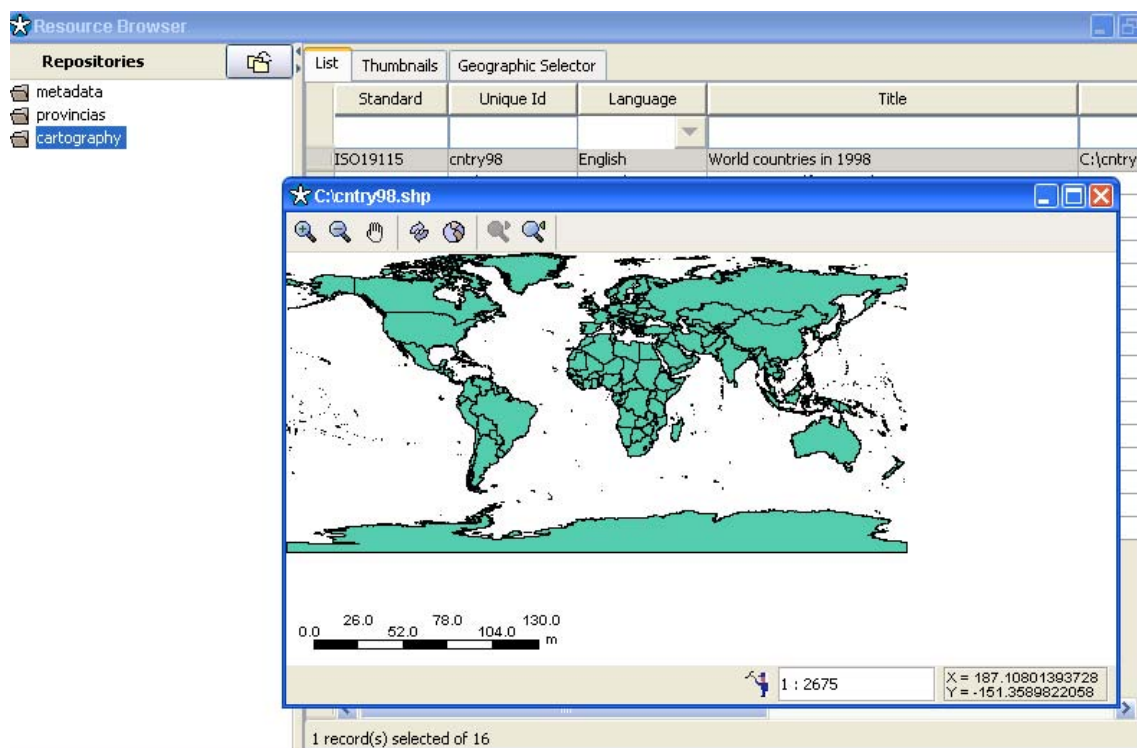 Resource Browser
Repositories
metadata
provincias
cartography
List Thumbnails Geographic Selector
Standard Unique Id Language Title
ISO19115 cntry98 English World countries in 1998 C:\cntry
C:\cntry98.shp
0.0 26.0 52.0 78.0 104.0 130.0 m
1 : 2675
X = 187.10801393728
Y = -151.3589822058
1 record(s) selected of 16